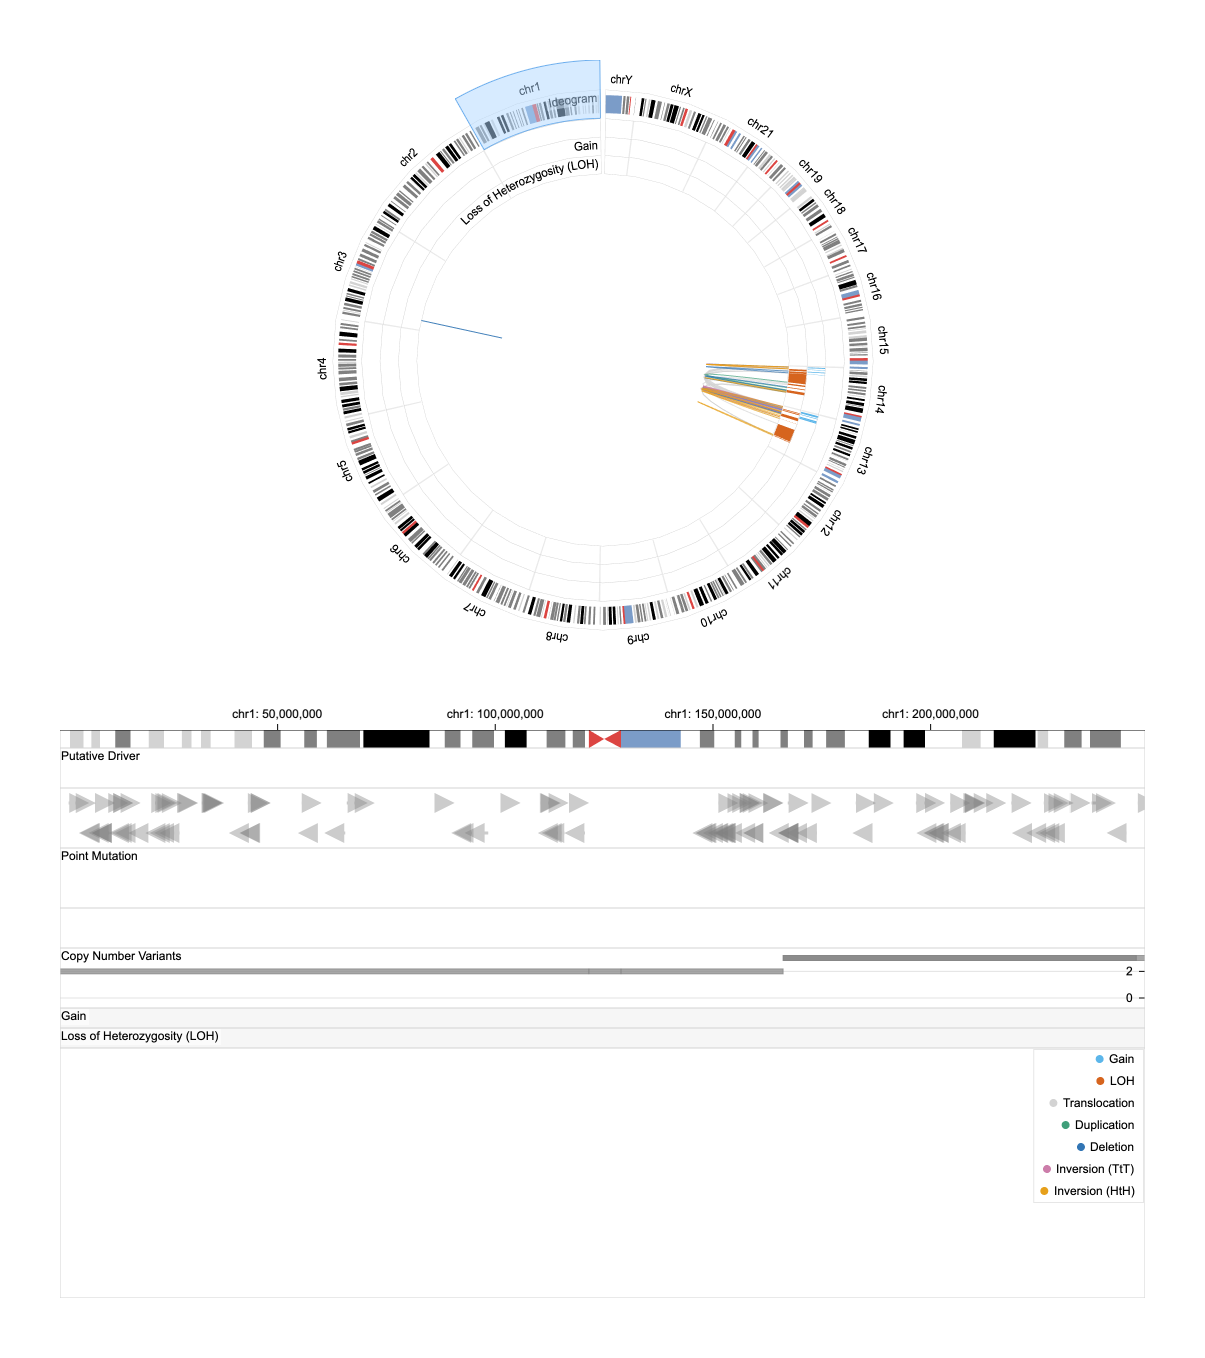 chrY
chrX
chr21
chr19
chr18
chr17
chr16
chr15
chr14
chr13
chr12
chr11
chr10
chr9
chr8
chr7
chr6
chr5
chr4
chr3
chr2
chr1
Ideogram
Gain
Loss of Heterozygosity (LOH)
chr1: 50,000,000 chr1: 100,000,000 chr1: 150,000,000 chr1: 200,000,000
Putative Driver
Point Mutation
Copy Number Variants
2
0
Gain
Loss of Heterozygosity (LOH)
Gain
LOH
Translocation
Duplication
Deletion
Inversion (TtT)
Inversion (HtH)